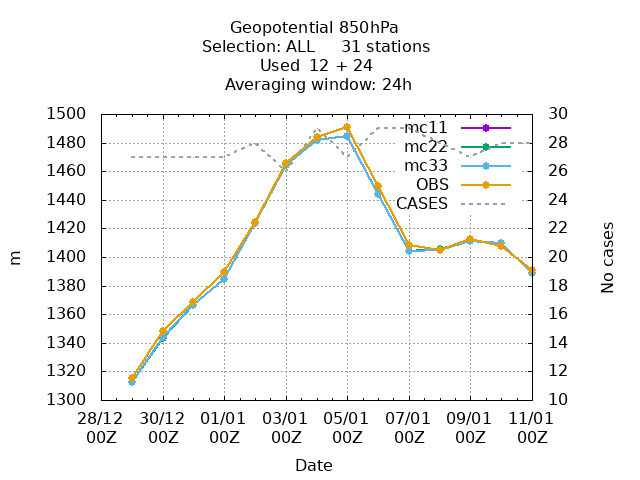 Geopotential 850hPa
Selection: ALL 31 stations
Used 12 + 24
Averaging window: 24h
1500
1480
1460
1440
1420
1400
1380
1360
1340
1320
1300
m
30
28
26
24
22
20
18
16
14
12
10
No cases
mc11
mc22
mc33
OBS
CASES
28/12 30/12 01/01 03/01 05/01 07/01 09/01 11/01
00Z 00Z 00Z 00Z 00Z 00Z 00Z 00Z
Date